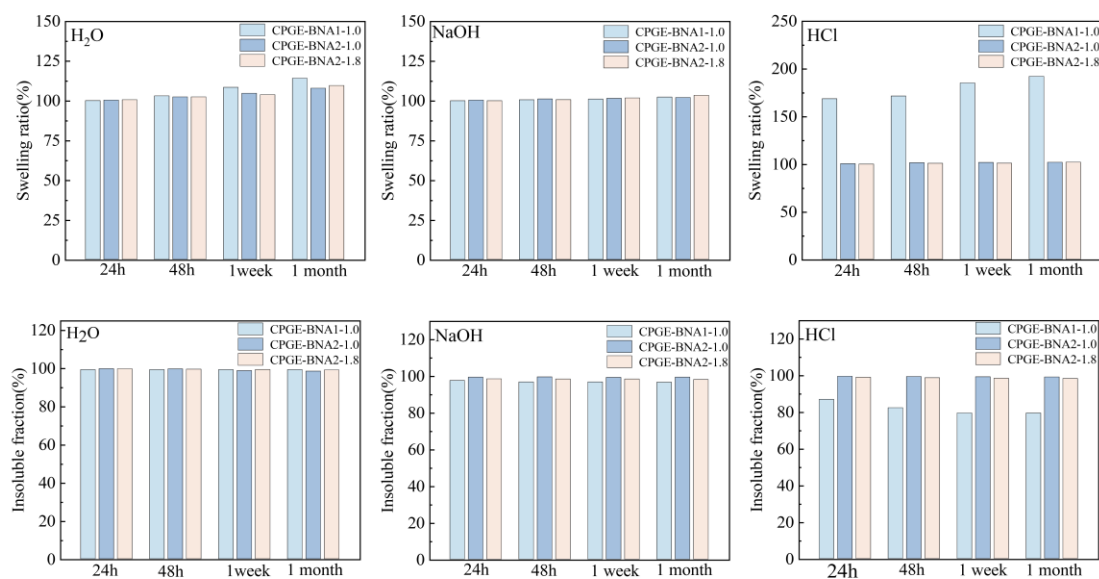 H2O
CPGE-BNA1-1.0
CPGE-BNA2-1.0
CPGE-BNA2-1.8
Swelling ratio(%)
150
125
100
75
50
25
0
24h 48h 1week 1 month
NaOH
CPGE-BNA1-1.0
CPGE-BNA2-1.0
CPGE-BNA2-1.8
Swelling ratio(%)
150
125
100
75
50
25
0
24h 48h 1 week 1 month
HCl
CPGE-BNA1-1.0
CPGE-BNA2-1.0
CPGE-BNA2-1.8
Swelling ratio(%)
250
200
150
100
50
0
24h 48h 1 week 1 month
H2O
CPGE-BNA1-1.0
CPGE-BNA2-1.0
CPGE-BNA2-1.8
Insoluble fraction(%)
120
100
80
60
40
20
0
24h 48h 1week 1 month
NaOH
CPGE-BNA1-1.0
CPGE-BNA2-1.0
CPGE-BNA2-1.8
Insoluble fraction(%)
120
100
80
60
40
20
0
24h 48h 1 week 1 month
HCl
CPGE-BNA1-1.0
CPGE-BNA2-1.0
CPGE-BNA2-1.8
Insoluble fraction(%)
120
100
80
60
40
20
0
24h 48h 1 week 1 month